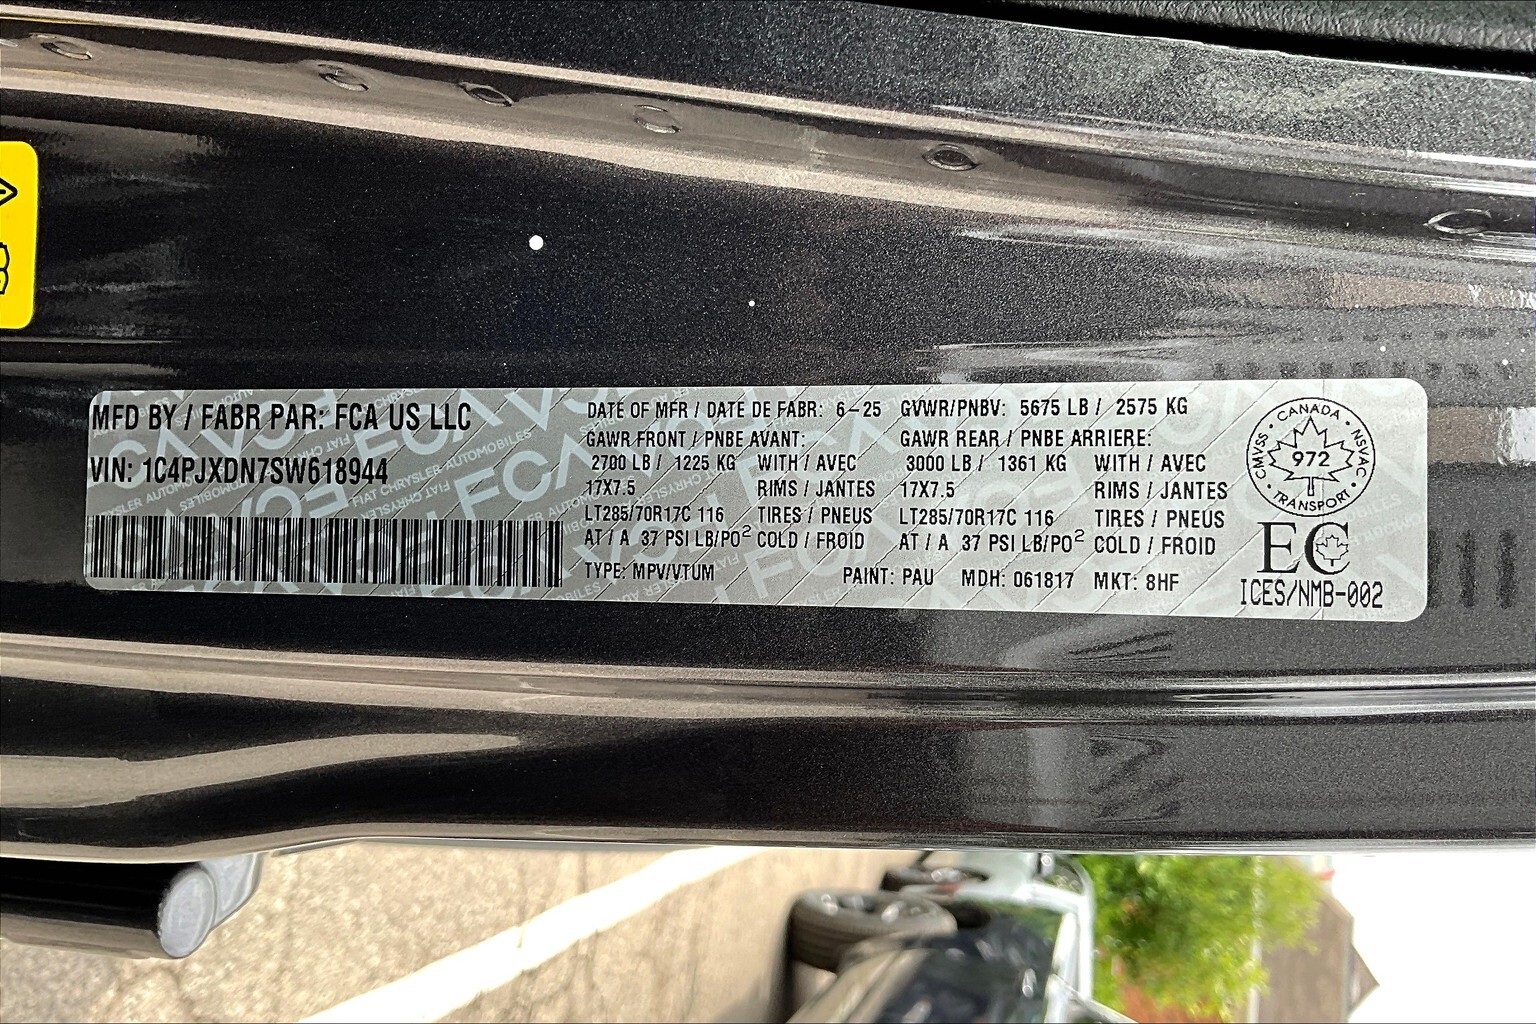 MFD BY / FABR PAR: FCA US LLC
VIN: 1C4PJXDN7SW618944
DATE OF MFR / DATE DE FABR: 6-25 GVWR/PNBV: 5675 LB / 2575 KG
GAWR FRONT / PNBE AVANT: GAWR REAR / PNBE ARRIERE:
2700 LB / 1225 KG WITH / AVEC 3000 LB / 1361 KG WITH / AVEC
17X7.5 RIMS / JANTES 17X7.5 RIMS / JANTES
LT285/70R17C 116 TIRES / PNEUS LT285/70R17C 116 TIRES / PNEUS
AT / A 37 PSI LB/PO² COLD / FROID AT / A 37 PSI LB/PO² COLD / FROID
TYPE: MPV/VTUM PAINT: PAU MDH: 061817 MKT: 8HF
CANADA
CMVSS · NSVAC
972
TRANSPORT
EC
ICES/NMB-002
FIAT CHRYSLER AUTOMOBILES
FCA